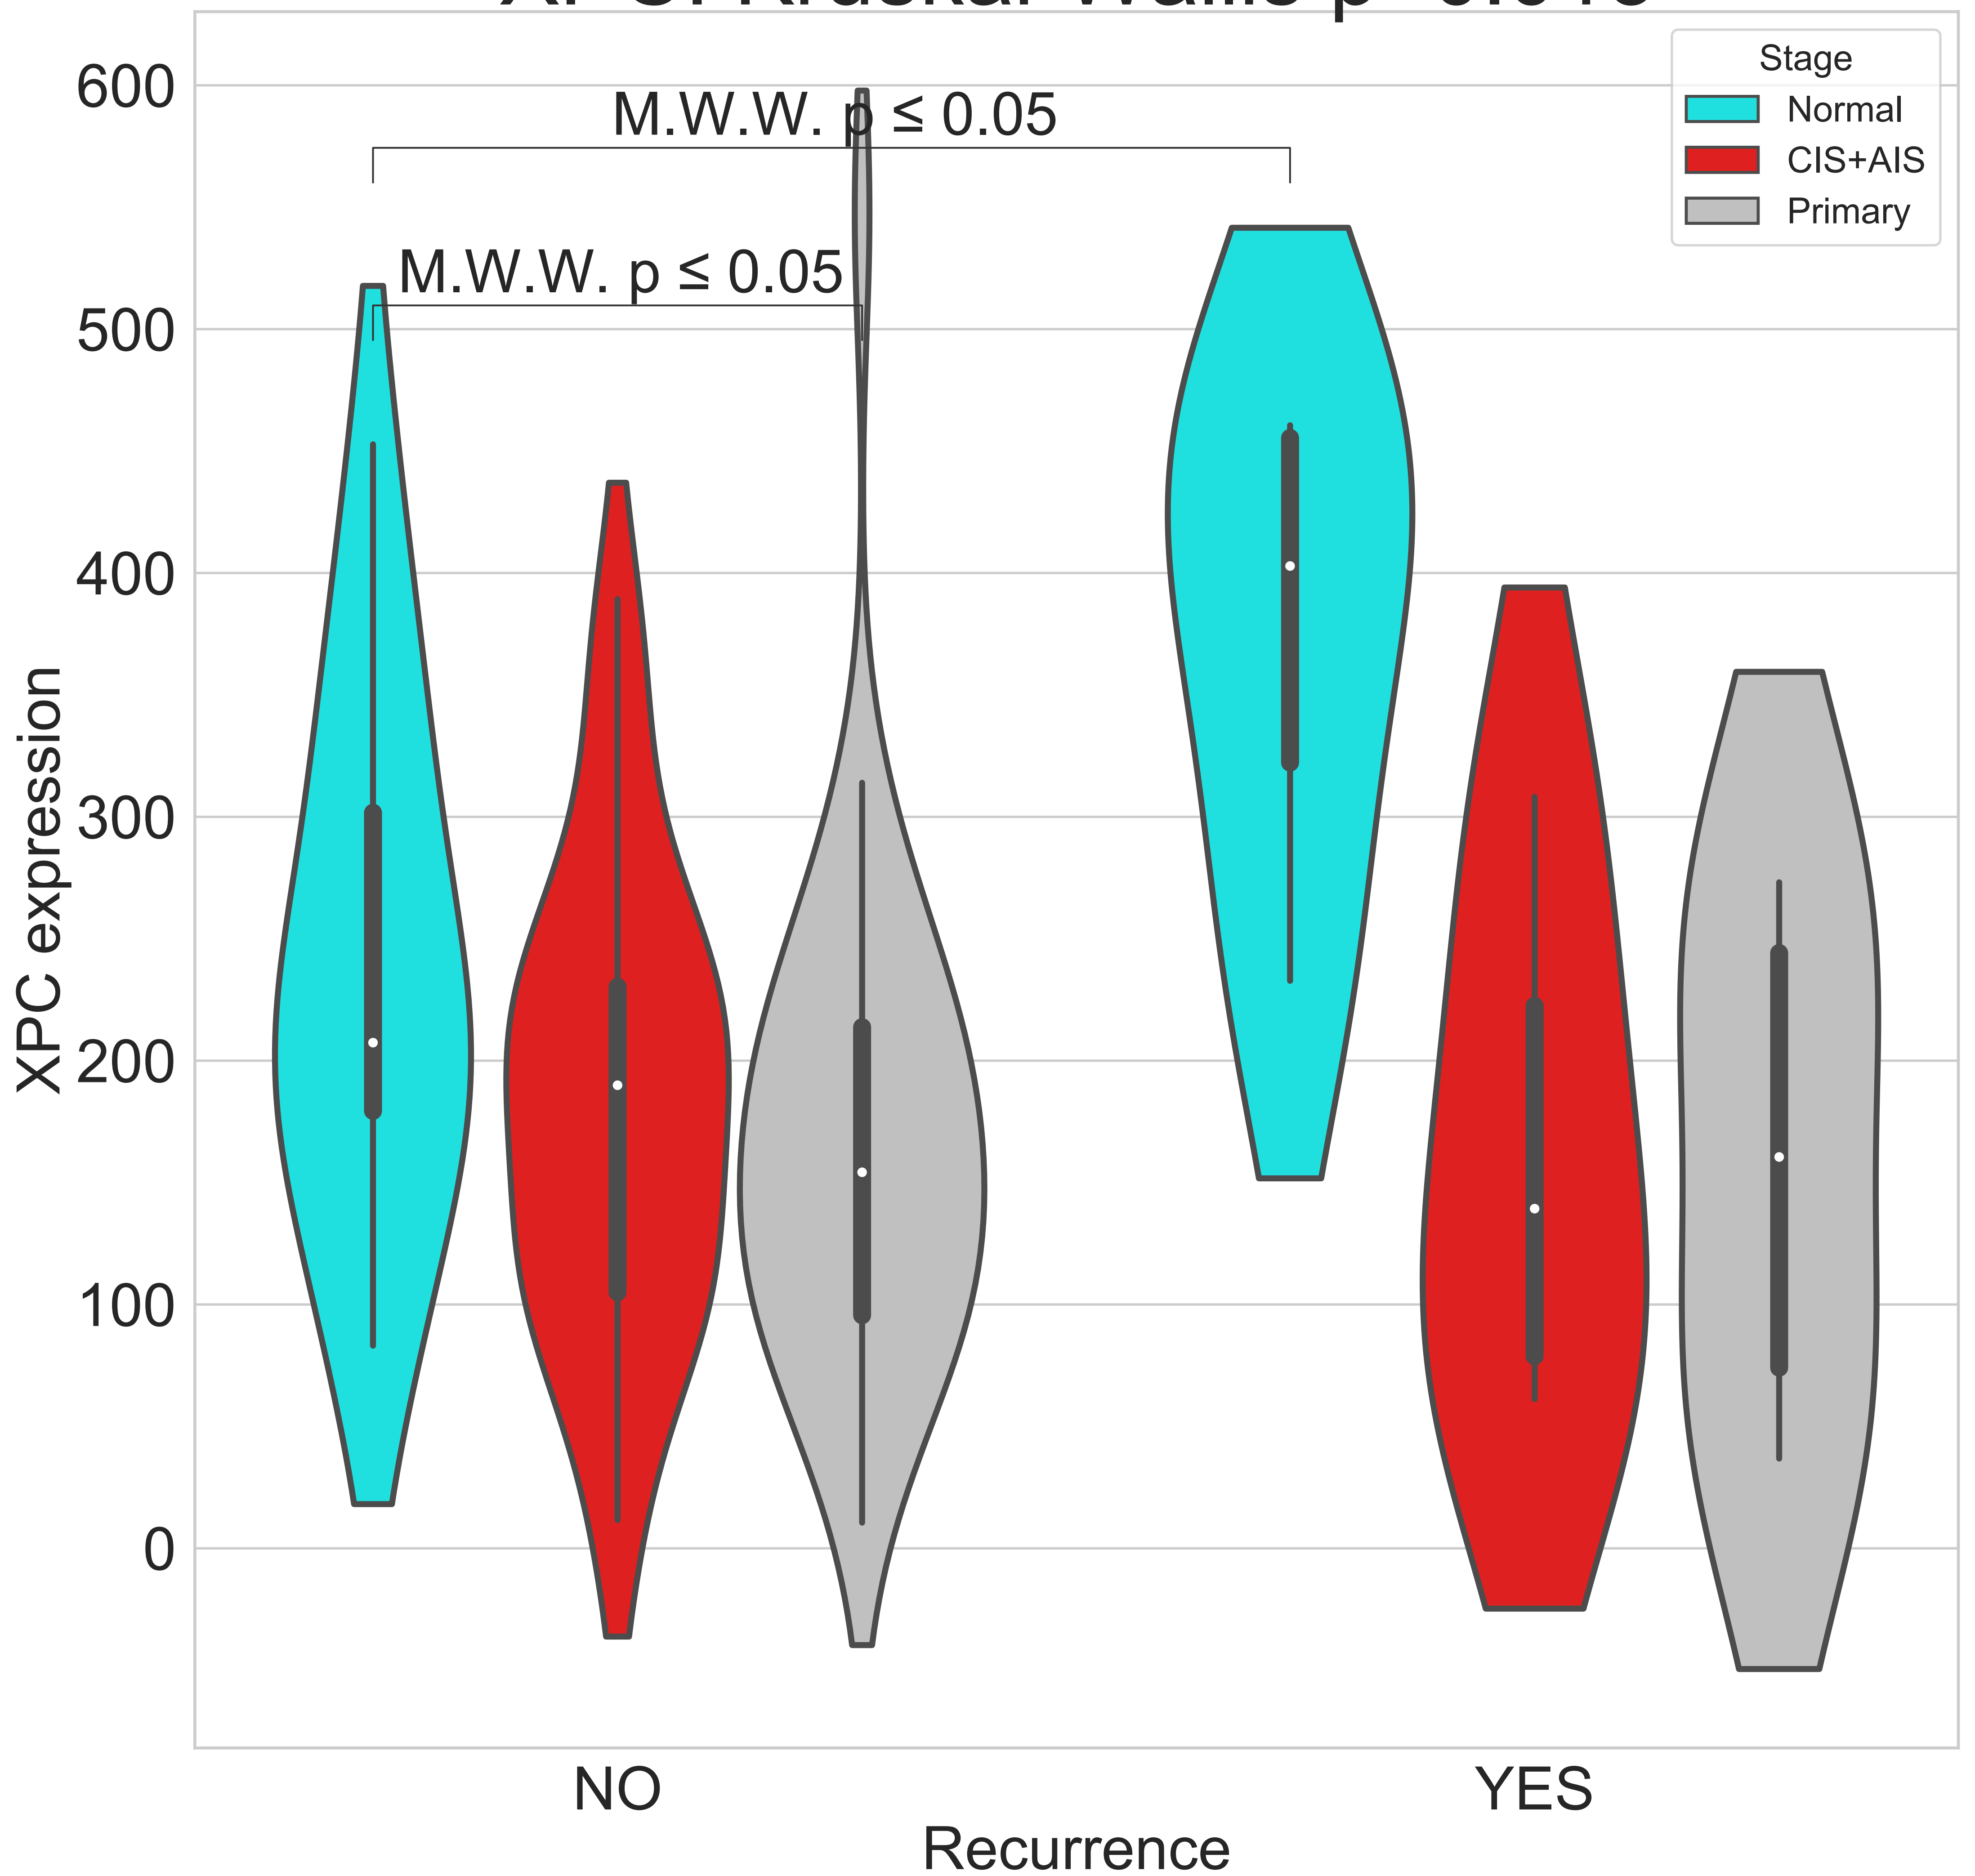 Stage
Normal
CIS+AIS
Primary
M.W.W. p ≤ 0.05
M.W.W. p ≤ 0.05
600
500
400
300
200
100
0
XPC expression
NO
YES
Recurrence